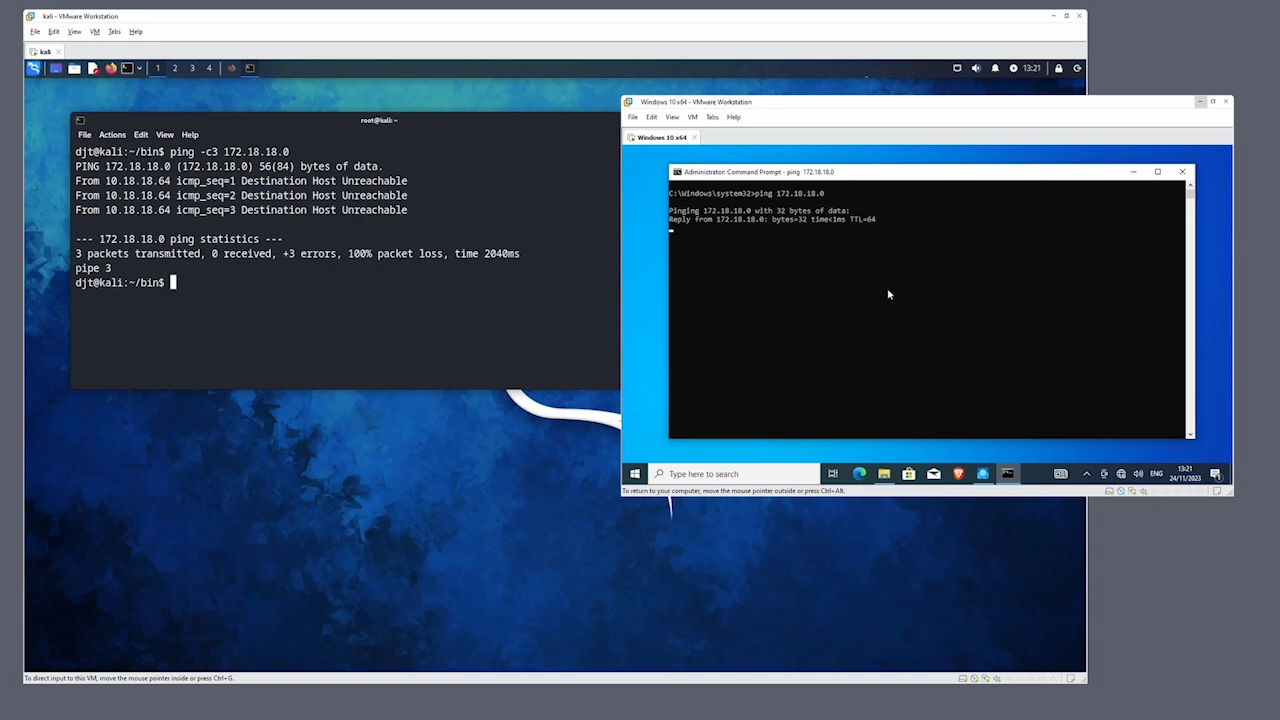 kali - VMware Workstation
File Edit View VM Tabs Help
kali
1 2 3 4
13:21
root@kali: ~
File Actions Edit View Help
djt@kali:~/bin$ ping -c3 172.18.18.0
PING 172.18.18.0 (172.18.18.0) 56(84) bytes of data.
From 10.18.18.64 icmp_seq=1 Destination Host Unreachable
From 10.18.18.64 icmp_seq=2 Destination Host Unreachable
From 10.18.18.64 icmp_seq=3 Destination Host Unreachable
--- 172.18.18.0 ping statistics ---
3 packets transmitted, 0 received, +3 errors, 100% packet loss, time 2040ms
pipe 3
djt@kali:~/bin$
To direct input to this VM, move the mouse pointer inside or press Ctrl+G.
Windows 10 x64 - VMware Workstation
File Edit View VM Tabs Help
Windows 10 x64
Administrator: Command Prompt - ping 172.18.18.0
C:\Windows\system32>ping 172.18.18.0
Pinging 172.18.18.0 with 32 bytes of data:
Reply from 172.18.18.0: bytes=32 time<1ms TTL=64
Type here to search
ENG
13:21
24/11/2023
1
To return to your computer, move the mouse pointer outside or press Ctrl+Alt.